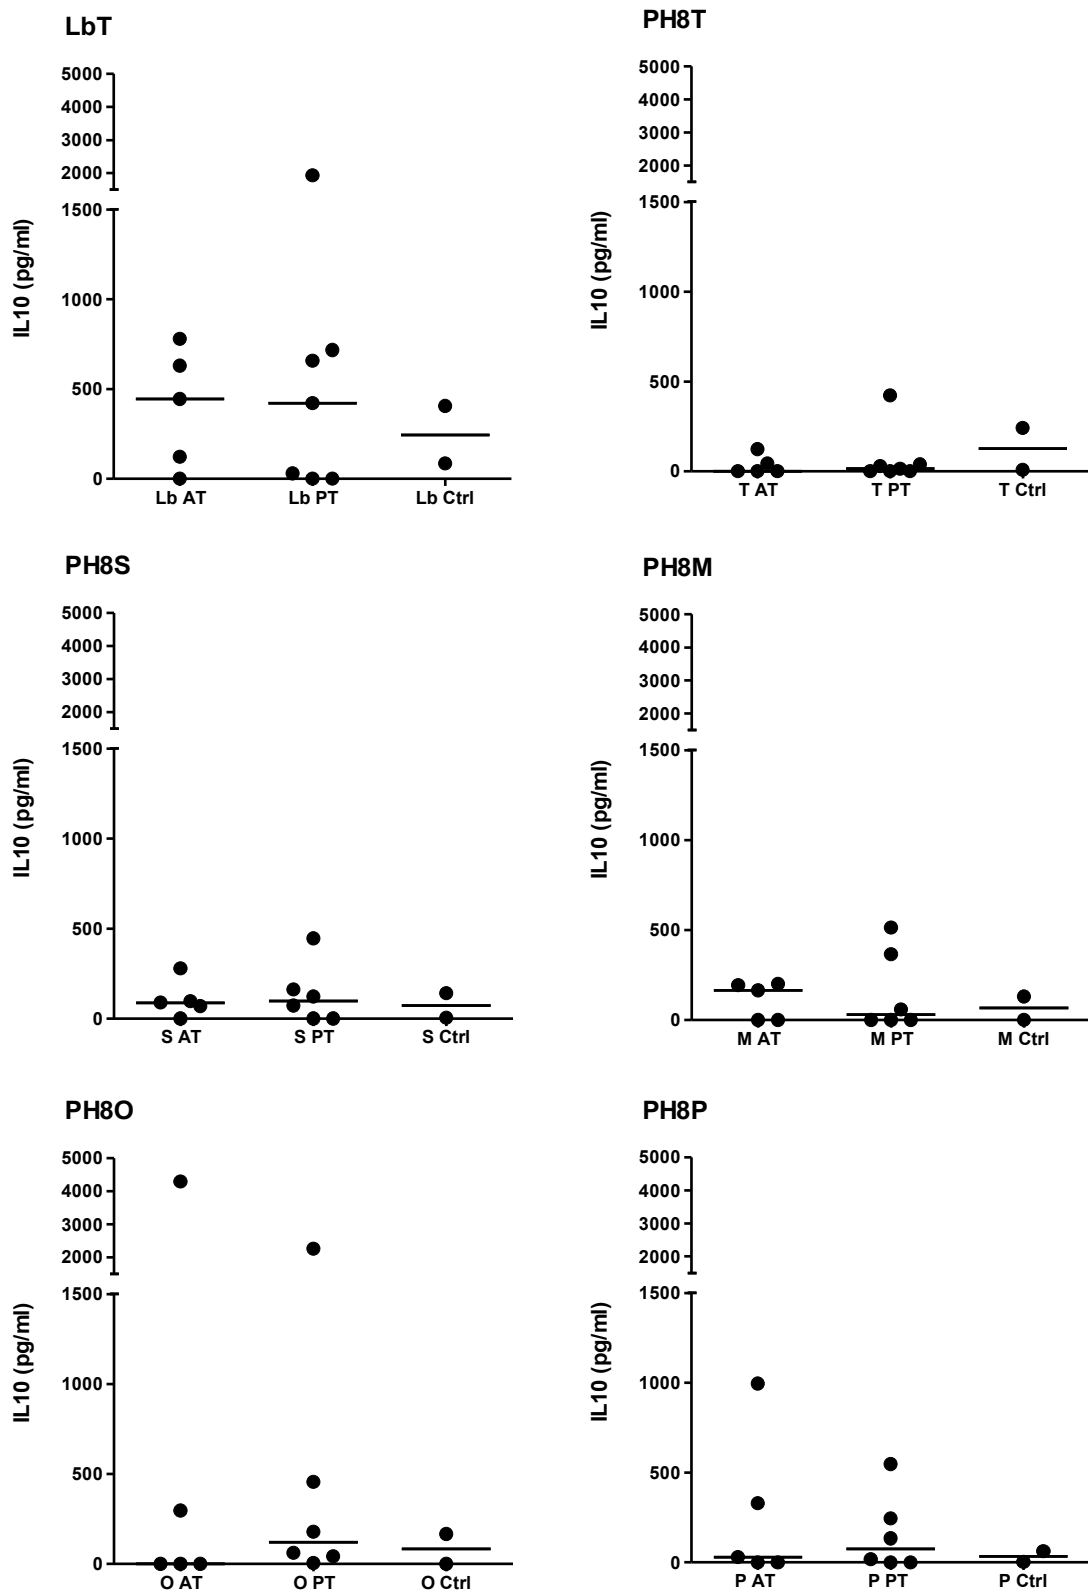 LbT
5000
4000
3000
2000
1500
1000
500
0
IL10 (pg/ml)
Lb AT Lb PT Lb Ctrl
PH8T
5000
4000
3000
2000
1500
1000
500
0
IL10 (pg/ml)
T AT T PT T Ctrl
PH8S
5000
4000
3000
2000
1500
1000
500
0
IL10 (pg/ml)
S AT S PT S Ctrl
PH8M
5000
4000
3000
2000
1500
1000
500
0
IL10 (pg/ml)
M AT M PT M Ctrl
PH8O
5000
4000
3000
2000
1500
1000
500
0
IL10 (pg/ml)
O AT O PT O Ctrl
PH8P
5000
4000
3000
2000
1500
1000
500
0
IL10 (pg/ml)
P AT P PT P Ctrl